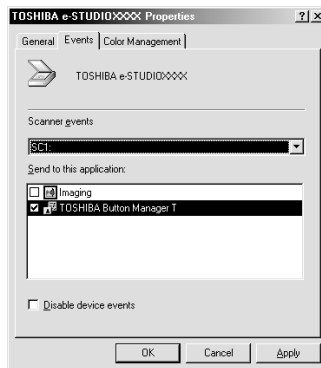 TOSHIBA e-STUDIOXXXX Properties
General Events Color Management
TOSHIBA e-STUDIOXXXX
Scanner events
SC1:
Send to this application:
Imaging
TOSHIBA Button Manager T
Disable device events
OK Cancel Apply